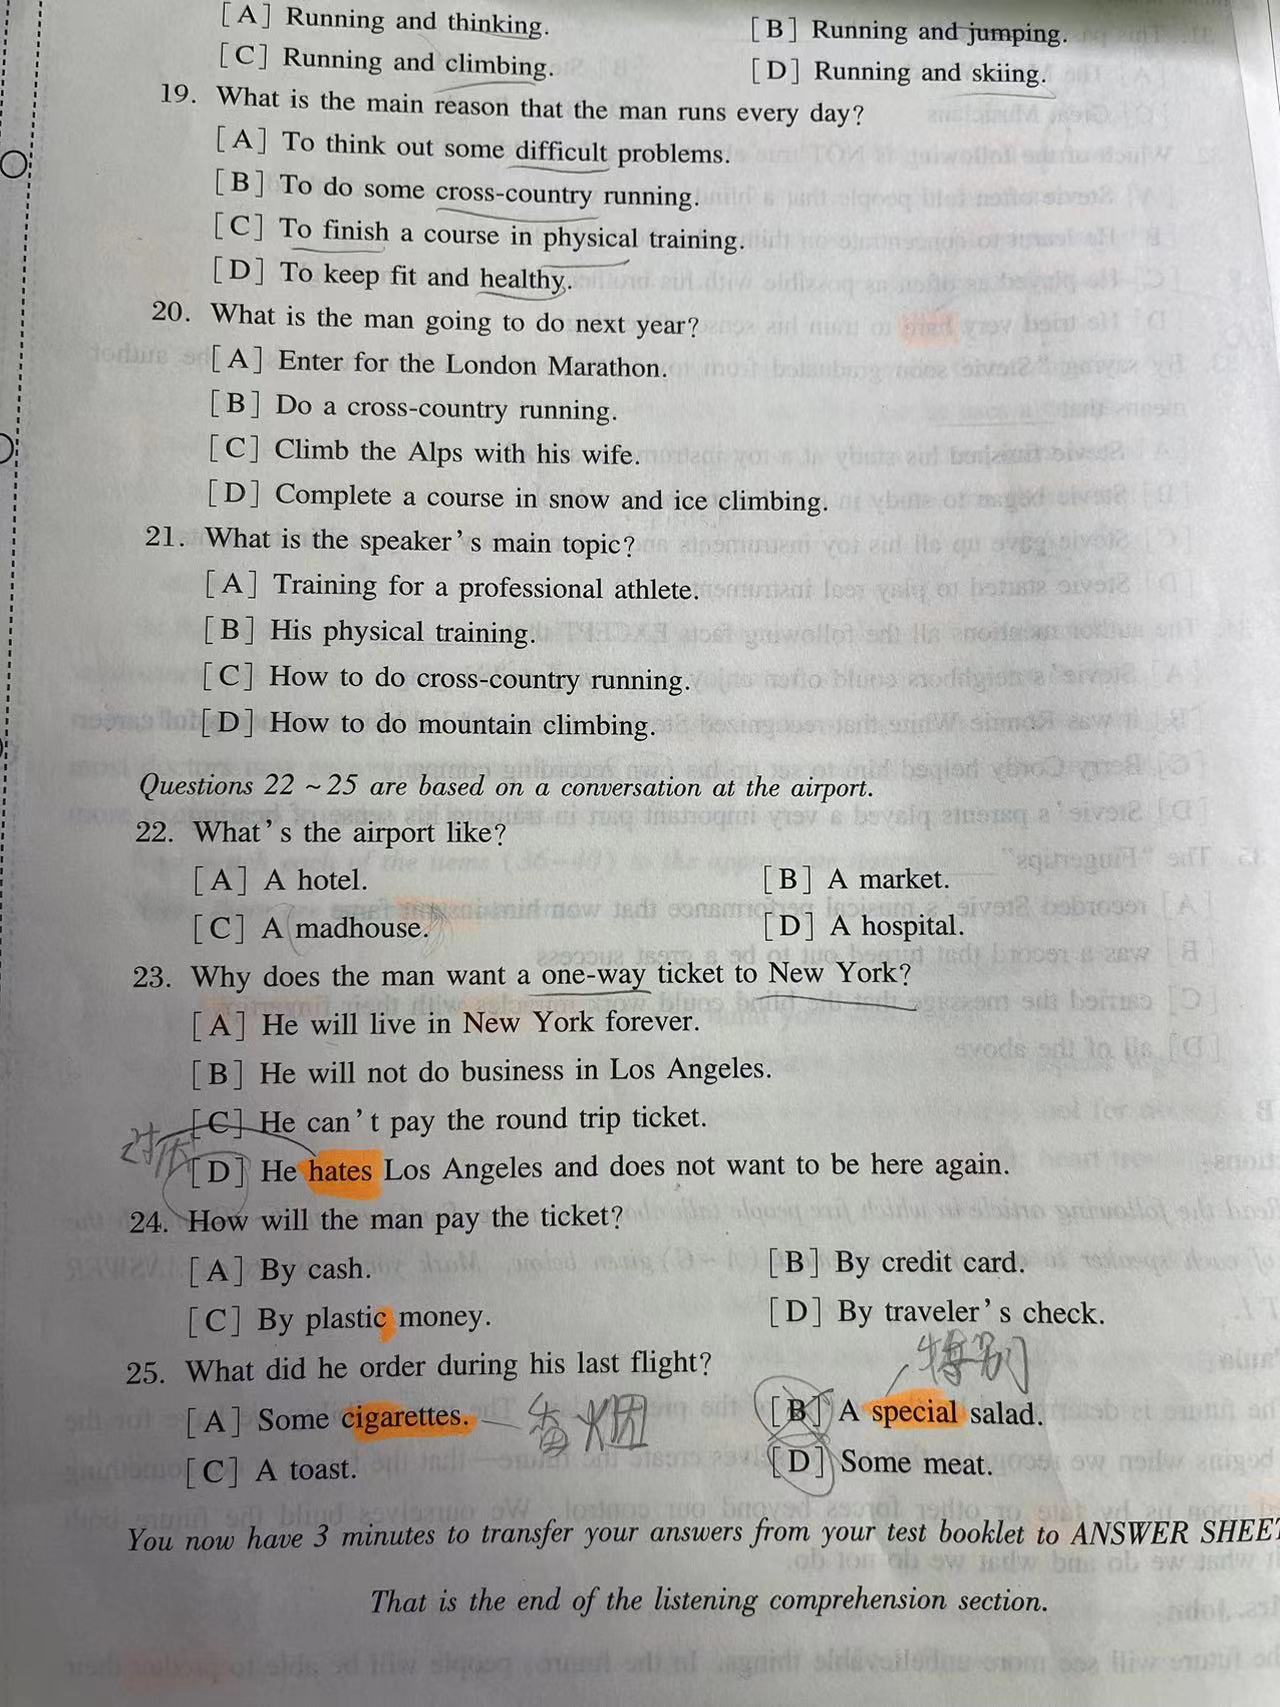 [A] Running and thinking. [B] Running and jumping.
[C] Running and climbing. [D] Running and skiing.
19. What is the main reason that the man runs every day?
[A] To think out some difficult problems.
[B] To do some cross-country running.
[C] To finish a course in physical training.
[D] To keep fit and healthy.
20. What is the man going to do next year?
[A] Enter for the London Marathon.
[B] Do a cross-country running.
[C] Climb the Alps with his wife.
[D] Complete a course in snow and ice climbing.
21. What is the speaker's main topic?
[A] Training for a professional athlete.
[B] His physical training.
[C] How to do cross-country running.
[D] How to do mountain climbing.
Questions 22 ~ 25 are based on a conversation at the airport.
22. What's the airport like?
[A] A hotel. [B] A market.
[C] A madhouse. [D] A hospital.
23. Why does the man want a one-way ticket to New York?
[A] He will live in New York forever.
[B] He will not do business in Los Angeles.
[C] He can't pay the round trip ticket.
[D] He hates Los Angeles and does not want to be here again.
24. How will the man pay the ticket?
[A] By cash. [B] By credit card.
[C] By plastic money. [D] By traveler's check.
25. What did he order during his last flight?
特别
[A] Some cigarettes. 香烟 [B] A special salad.
[C] A toast. [D] Some meat.
You now have 3 minutes to transfer your answers from your test booklet to ANSWER SHEET
That is the end of the listening comprehension section.